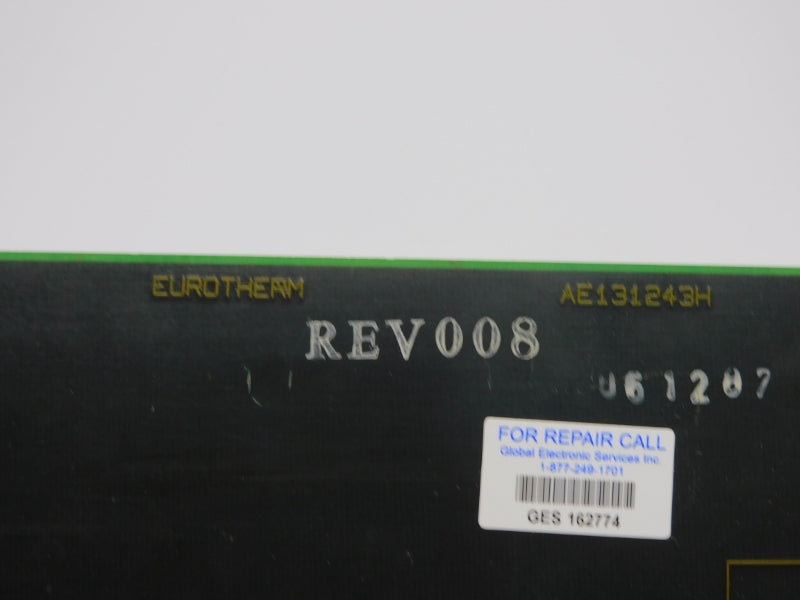 EUROTHERM
AE131243H
REV008
061207
FOR REPAIR CALL
Global Electronic Services Inc.
1-877-249-1701
GES 162774